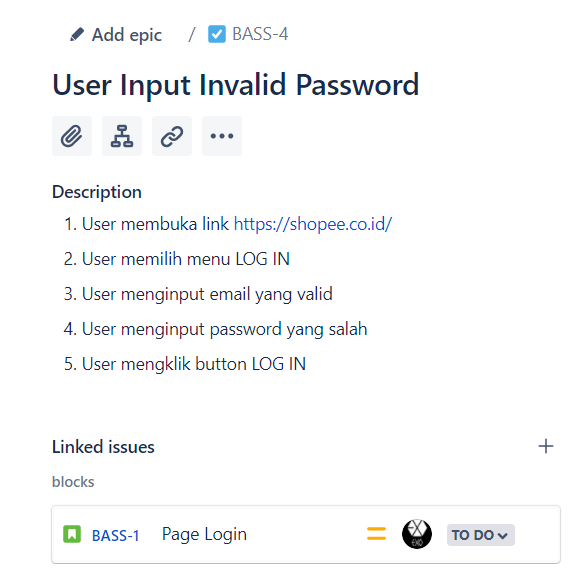 Add epic / BASS-4
User Input Invalid Password
Description
1. User membuka link https://shopee.co.id/
2. User memilih menu LOG IN
3. User menginput email yang valid
4. User menginput password yang salah
5. User mengklik button LOG IN
Linked issues
blocks
BASS-1 Page Login EXO TO DO